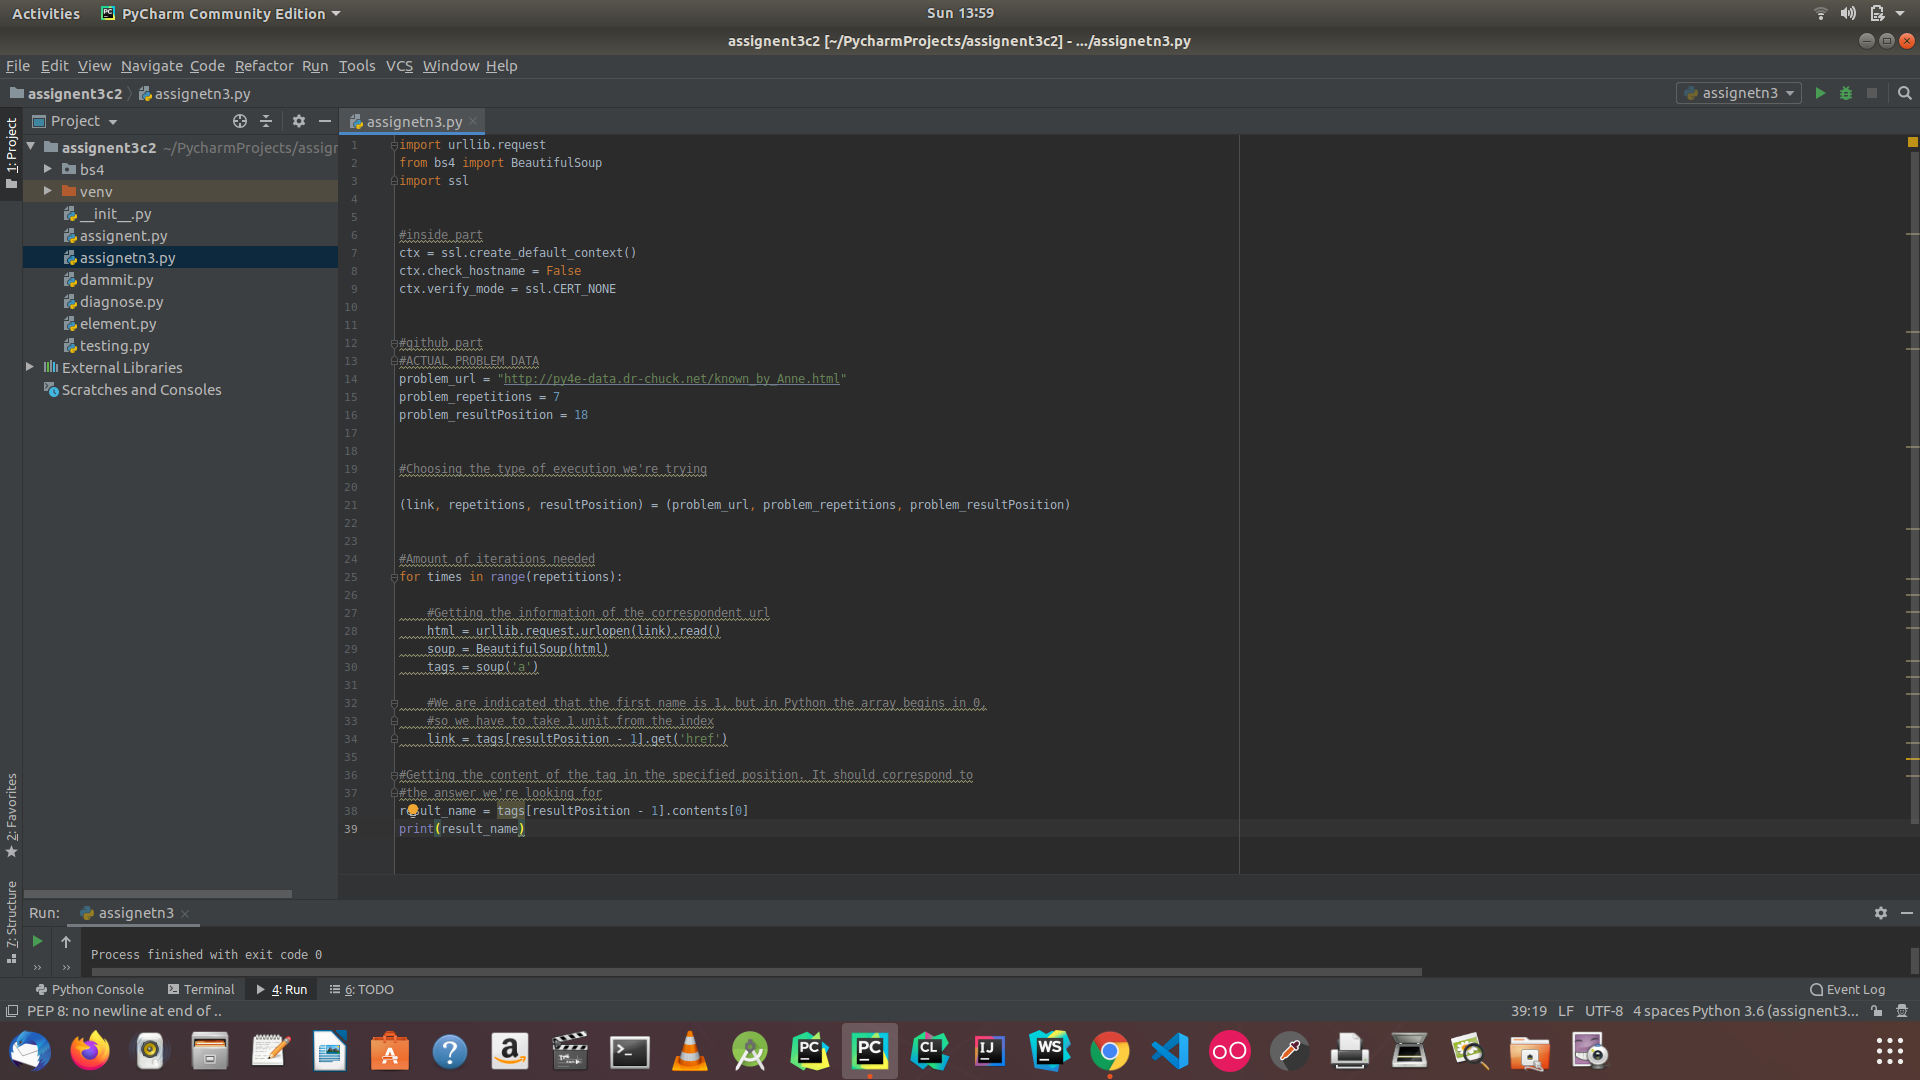 Activities PyCharm Community Edition Sun 13:59
assignent3c2 [~/PycharmProjects/assignent3c2] - .../assignetn3.py
File Edit View Navigate Code Refactor Run Tools VCS Window Help
assignent3c2 assignetn3.py assignetn3
1: Project
Project
assignetn3.py
assignent3c2 ~/PycharmProjects/assigr
bs4
venv
__init__.py
assignent.py
assignetn3.py
dammit.py
diagnose.py
element.py
testing.py
External Libraries
Scratches and Consoles
1 import urllib.request
2 from bs4 import BeautifulSoup
3 import ssl
4
5
6 #inside part
7 ctx = ssl.create_default_context()
8 ctx.check_hostname = False
9 ctx.verify_mode = ssl.CERT_NONE
10
11
12 #github part
13 #ACTUAL PROBLEM DATA
14 problem_url = "http://py4e-data.dr-chuck.net/known_by_Anne.html"
15 problem_repetitions = 7
16 problem_resultPosition = 18
17
18
19 #Choosing the type of execution we're trying
20
21 (link, repetitions, resultPosition) = (problem_url, problem_repetitions, problem_resultPosition)
22
23
24 #Amount of iterations needed
25 for times in range(repetitions):
26
27 #Getting the information of the correspondent url
28 html = urllib.request.urlopen(link).read()
29 soup = BeautifulSoup(html)
30 tags = soup('a')
31
32 #We are indicated that the first name is 1, but in Python the array begins in 0,
33 #so we have to take 1 unit from the index
34 link = tags[resultPosition - 1].get('href')
35
36 #Getting the content of the tag in the specified position. It should correspond to
37 #the answer we're looking for
38 result_name = tags[resultPosition - 1].contents[0]
39 print(result_name)
2: Favorites
7: Structure
Run: assignetn3
Process finished with exit code 0
Python Console Terminal 4: Run 6: TODO Event Log
PEP 8: no newline at end of .. 39:19 LF UTF-8 4 spaces Python 3.6 (assignent3...
PC PC CL IJ WS